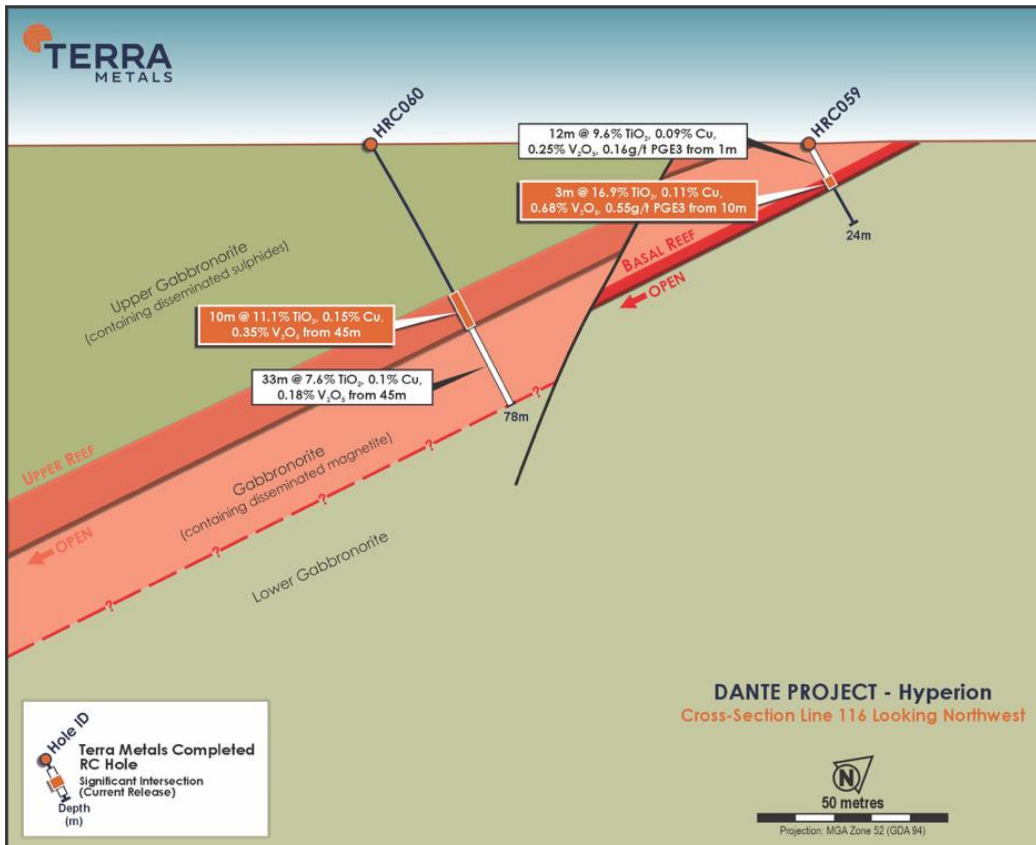 TERRA
METALS
HRC060
HRC059
12m @ 9.6% TiO₂, 0.09% Cu,
0.25% V₂O₅, 0.16g/t PGE3 from 1m
3m @ 16.9% TiO₂, 0.11% Cu,
0.68% V₂O₅, 0.55g/t PGE3 from 10m
24m
BASAL REEF
OPEN
Upper Gabbronorite
(containing disseminated sulphides)
10m @ 11.1% TiO₂, 0.15% Cu,
0.35% V₂O₅ from 45m
33m @ 7.6% TiO₂, 0.1% Cu,
0.18% V₂O₅ from 45m
78m
UPPER REEF
Gabbronorite
(containing disseminated magnetite)
OPEN
?
?
?
?
?
Lower Gabbronorite
DANTE PROJECT - Hyperion
Cross-Section Line 116 Looking Northwest
Hole ID
Terra Metals Completed
RC Hole
Significant Intersection
(Current Release)
Depth
(m)
N
50 metres
Projection: MGA Zone 52 (GDA 94)